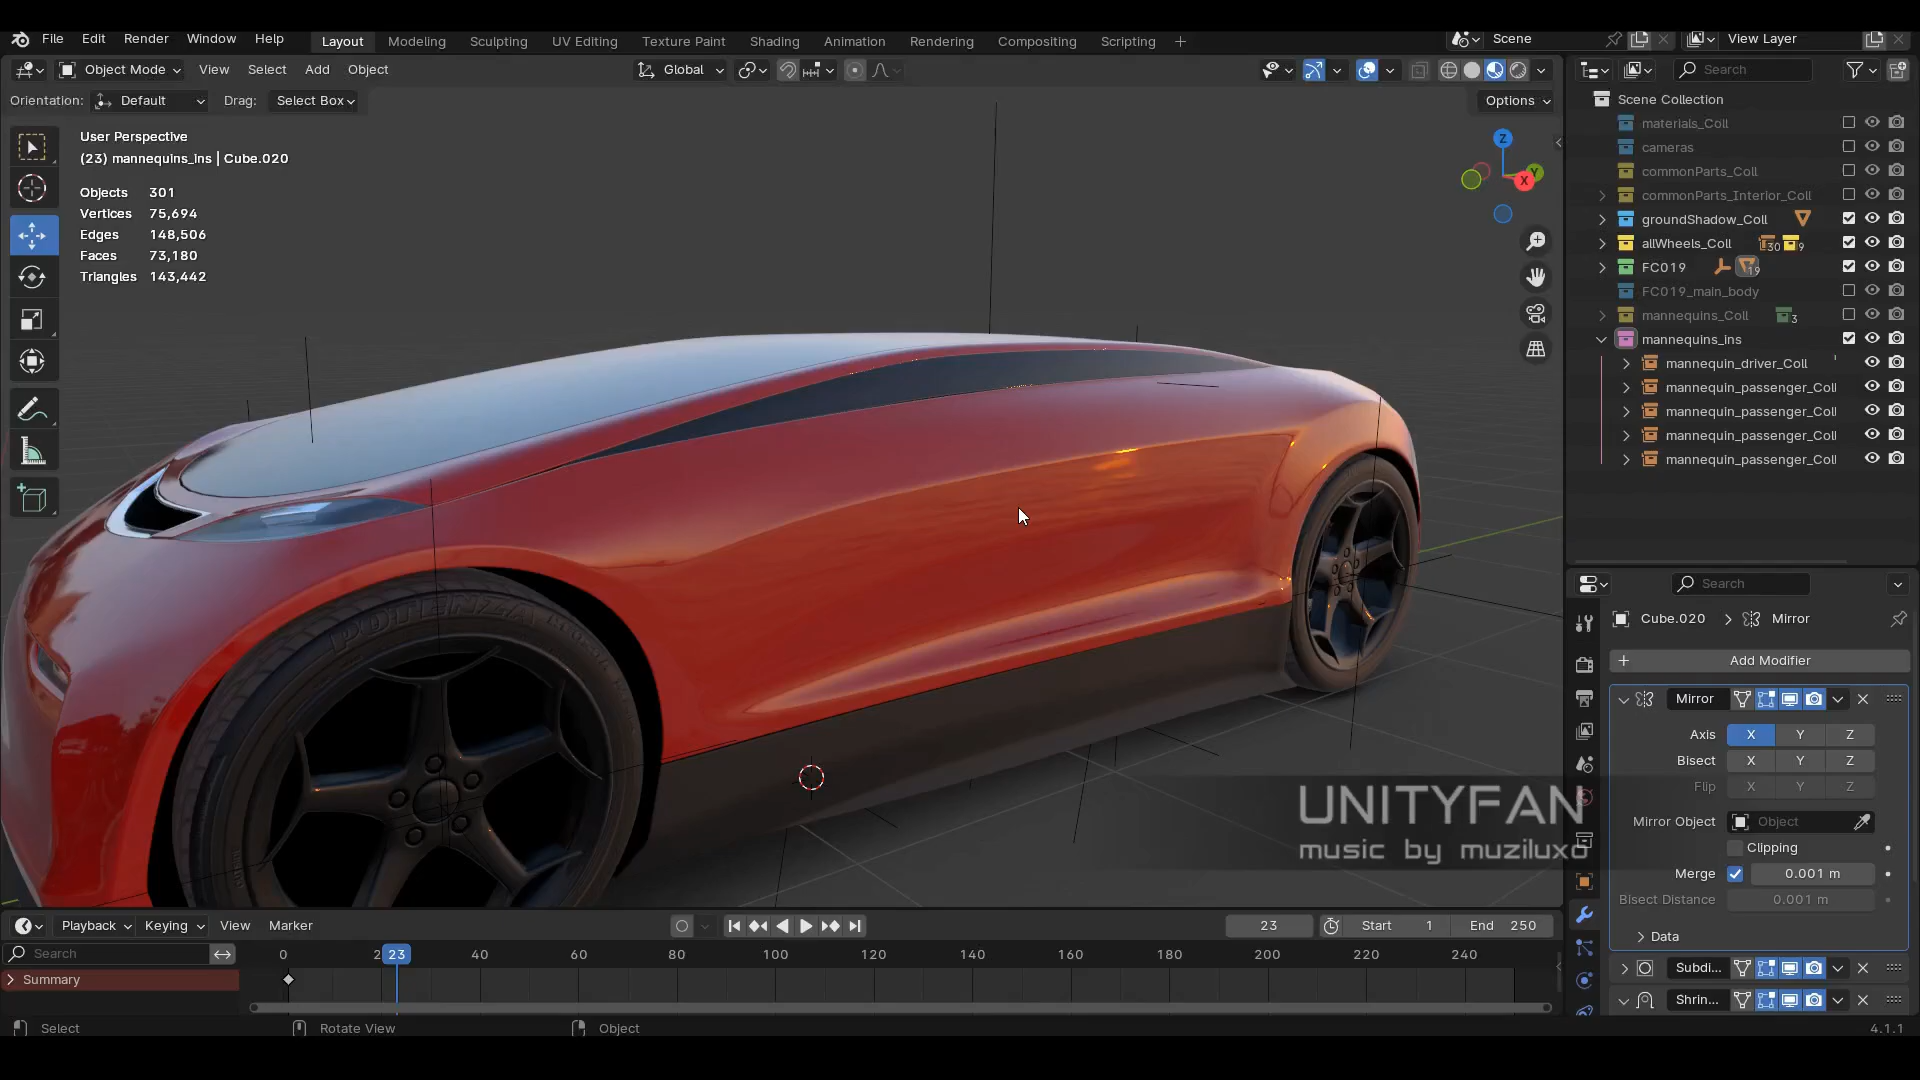 File Edit Render Window Help
Layout Modeling Sculpting UV Editing Texture Paint Shading Animation Rendering Compositing Scripting
Scene View Layer
Object Mode View Select Add Object
Global
Search
Orientation: Default Drag: Select Box
Options
User Perspective
(23) mannequins_ins | Cube.020
Objects 301
Vertices 75,694
Edges 148,506
Faces 73,180
Triangles 143,442
Z
Y
X
Scene Collection
materials_Coll
cameras
commonParts_Coll
commonParts_Interior_Coll
groundShadow_Coll
allWheels_Coll 30 9
FC019 19
FC019_main_body
mannequins_Coll 3
mannequins_ins
mannequin_driver_Coll
mannequin_passenger_Coll
mannequin_passenger_Coll
mannequin_passenger_Coll
mannequin_passenger_Coll
POTENZA
Search
Cube.020 Mirror
Add Modifier
Mirror
Axis X Y Z
Bisect X Y Z
Flip X Y Z
Mirror Object Object
Clipping
Merge 0.001 m
Bisect Distance 0.001 m
Data
Subdi...
Shrin...
UNITYFAN
music by muziluxo
Playback Keying View Marker
23 Start 1 End 250
Search
0 2 23 40 60 80 100 120 140 160 180 200 220 240
Summary
Select Rotate View Object
4.1.1